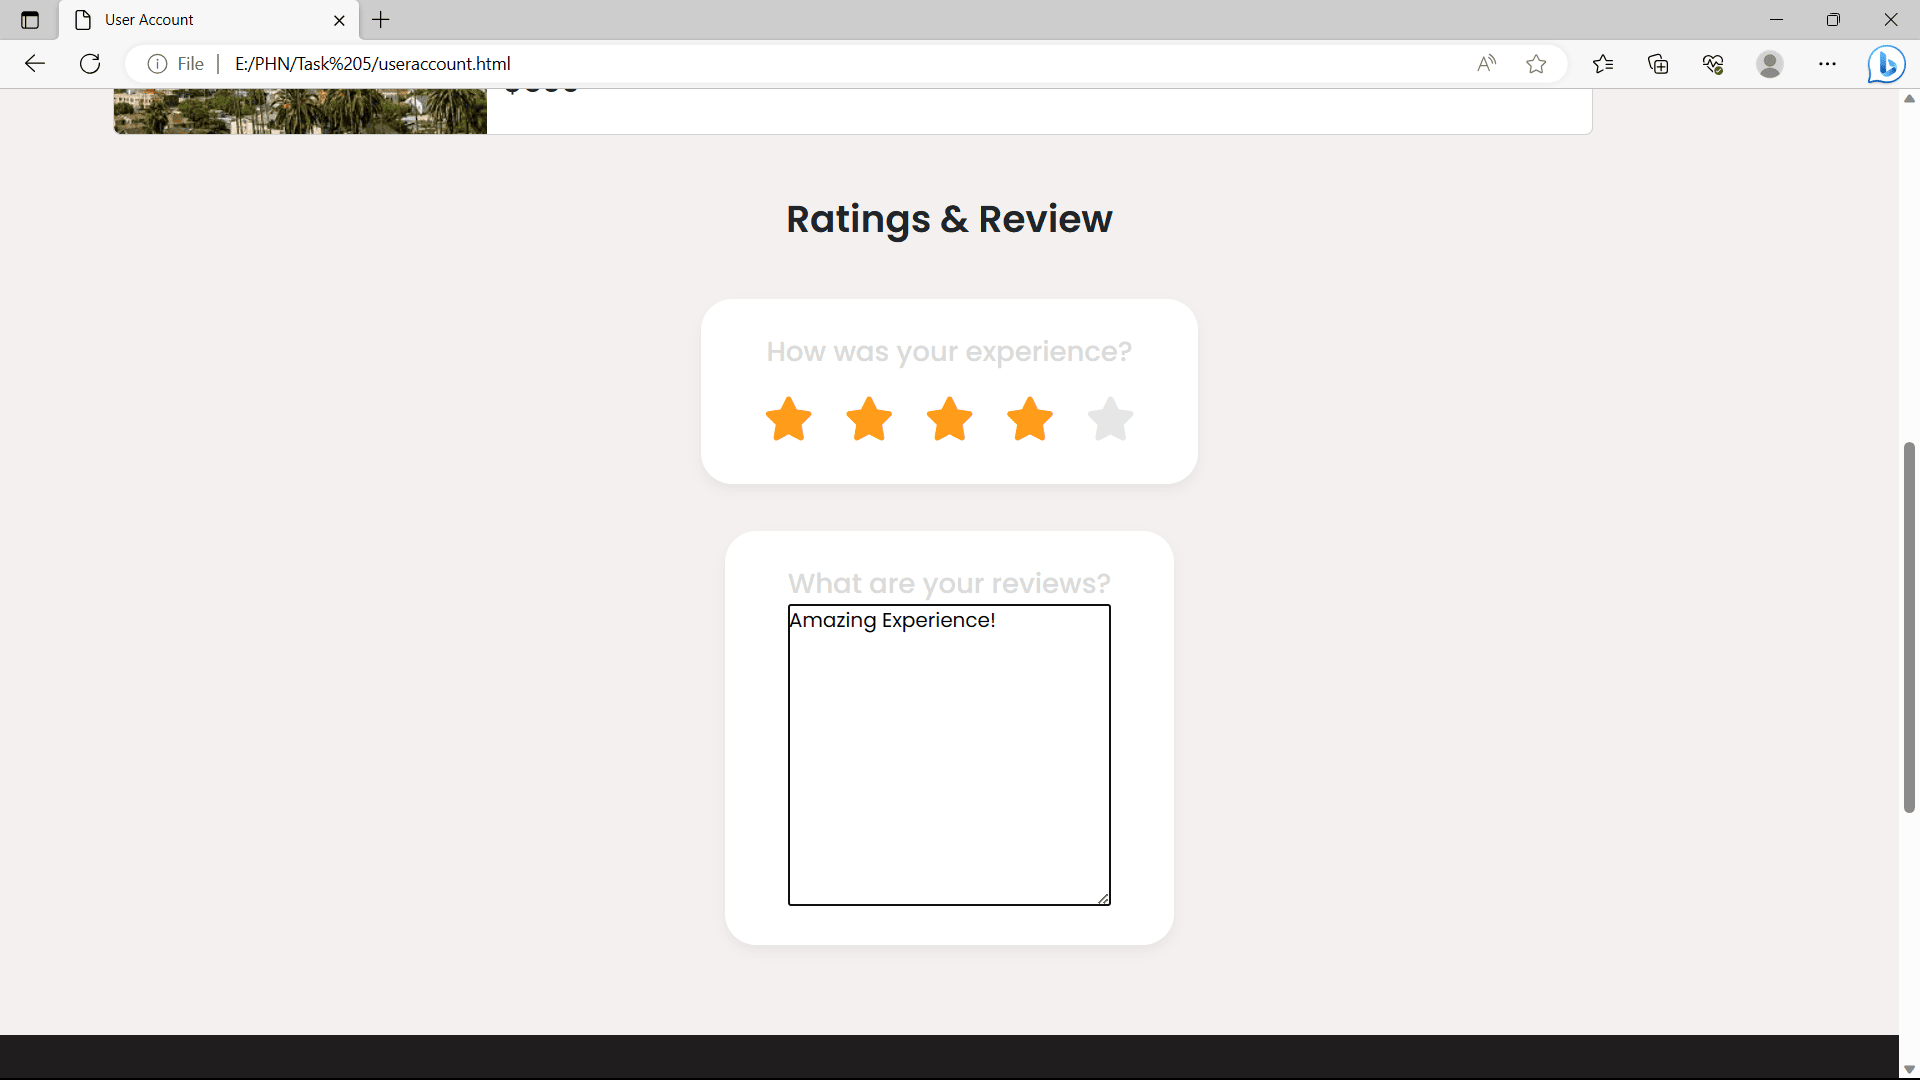 User Account
File
E:/PHN/Task%205/useraccount.html
Ratings & Review
How was your experience?
What are your reviews?
Amazing Experience!